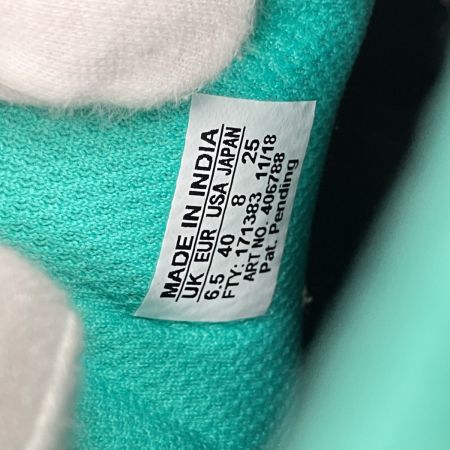 MADE IN INDIA
UK EUR USA JAPAN
6.5 40 8 25
FTY: 171383 11/18
ART NO. 406788
Pat. Pending